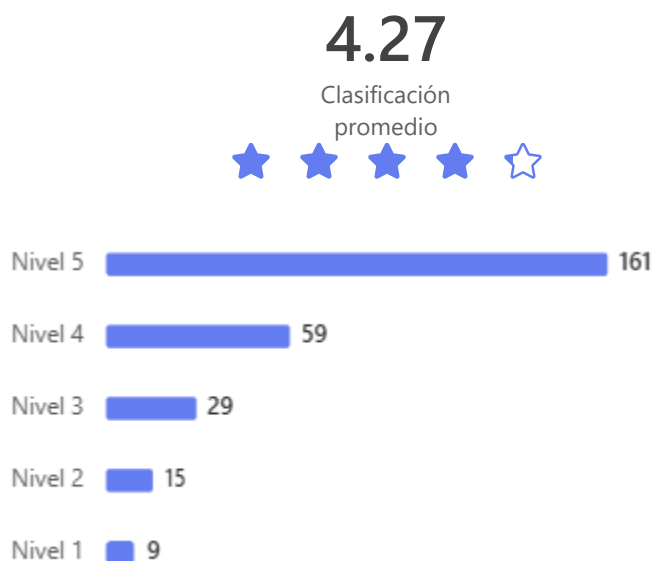 4.27
Clasificación
promedio
Nivel 5 161
Nivel 4 59
Nivel 3 29
Nivel 2 15
Nivel 1 9